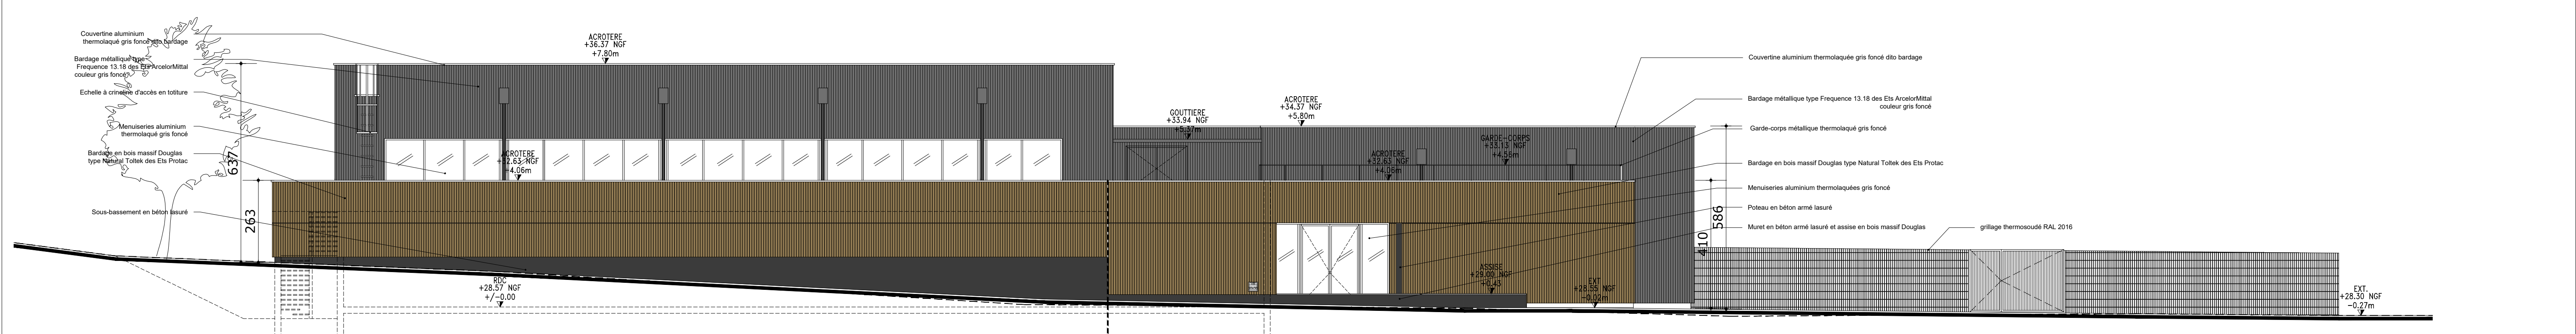 Couvertine aluminium
thermolaqué gris foncé dito bardage
Bardage métallique type
Frequence 13.18 des Ets ArcelorMittal
couleur gris foncé
Echelle à crinoline d'accès en totiture
Menuiseries aluminium
thermolaqué gris foncé
Bardage en bois massif Douglas
type Natural Toltek des Ets Protac
Sous-bassement en béton lasuré
637
263
ACROTERE
+36.37 NGF
+7.80m
ACROTERE
+32.63 NGF
+4.06m
RDC
+28.57 NGF
+/-0.00
GOUTTIERE
+33.94 NGF
+5.37m
ACROTERE
+34.37 NGF
+5.80m
ACROTERE
+32.63 NGF
+4.06m
GARDE-CORPS
+33.13 NGF
+4.56m
ASSISE
+29.00 NGF
+0.43
EXT
+28.55 NGF
-0.02m
410
586
Couvertine aluminium thermolaquée gris foncé dito bardage
Bardage métallique type Frequence 13.18 des Ets ArcelorMittal
couleur gris foncé
Garde-corps métallique thermolaqué gris foncé
Bardage en bois massif Douglas type Natural Toltek des Ets Protac
Menuiseries aluminium thermolaquées gris foncé
Poteau en béton armé lasuré
Muret en béton armé lasuré et assise en bois massif Douglas
grillage thermosoudé RAL 2016
EXT.
+28.30 NGF
-0.27m